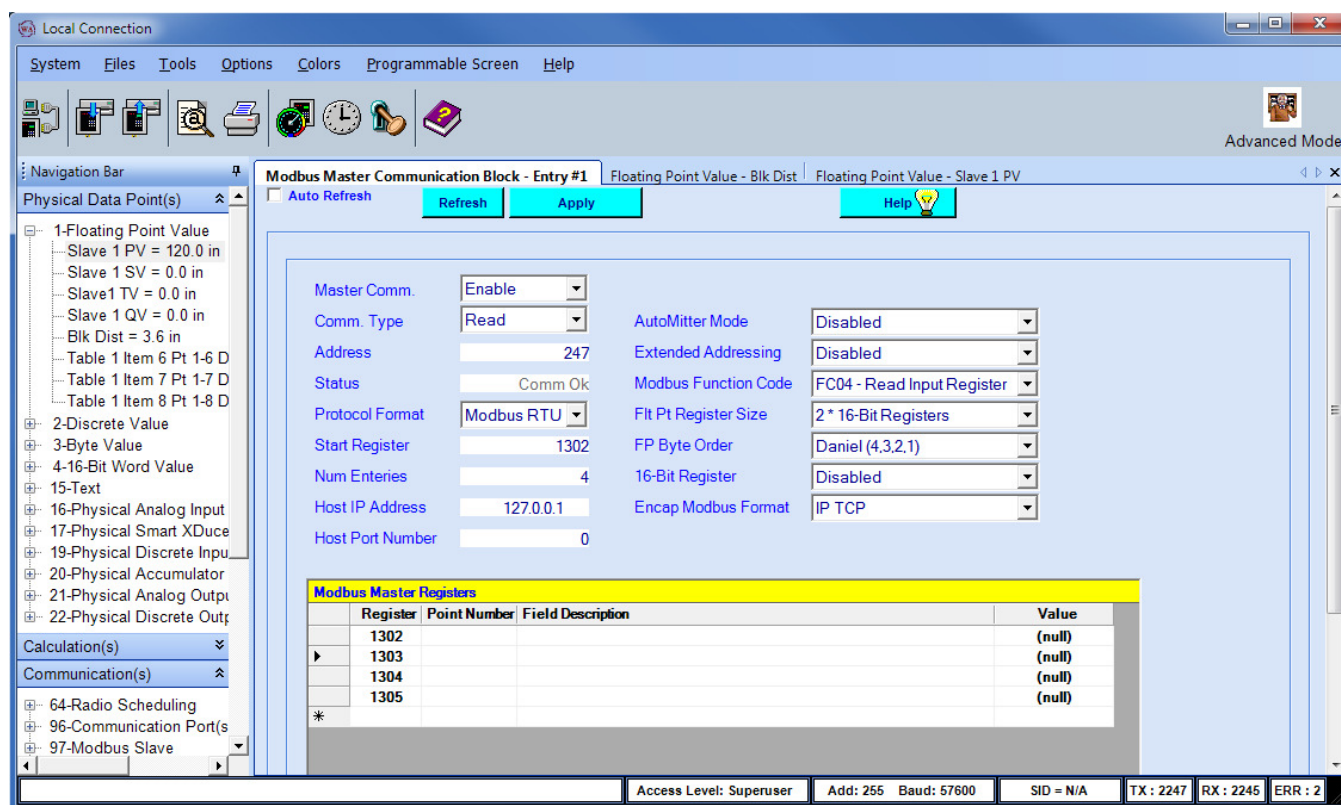 Local Connection
System Files Tools Options Colors Programmable Screen Help
Advanced Mode
Navigation Bar
Modbus Master Communication Block - Entry #1 Floating Point Value - Blk Dist Floating Point Value - Slave 1 PV
Physical Data Point(s)
Auto Refresh Refresh Apply Help
1-Floating Point Value
Slave 1 PV = 120.0 in
Slave 1 SV = 0.0 in
Slave1 TV = 0.0 in
Slave 1 QV = 0.0 in
Blk Dist = 3.6 in
Table 1 Item 6 Pt 1-6 D
Table 1 Item 7 Pt 1-7 D
Table 1 Item 8 Pt 1-8 D
2-Discrete Value
3-Byte Value
4-16-Bit Word Value
15-Text
16-Physical Analog Input
17-Physical Smart XDuce
19-Physical Discrete Inpu
20-Physical Accumulator
21-Physical Analog Outpu
22-Physical Discrete Outp
Calculation(s)
Communication(s)
64-Radio Scheduling
96-Communication Port(s
97-Modbus Slave
Master Comm. Enable
Comm. Type Read
Address 247
Status Comm Ok
Protocol Format Modbus RTU
Start Register 1302
Num Enteries 4
Host IP Address 127.0.0.1
Host Port Number 0
AutoMitter Mode Disabled
Extended Addressing Disabled
Modbus Function Code FC04 - Read Input Register
Flt Pt Register Size 2 * 16-Bit Registers
FP Byte Order Daniel (4,3,2,1)
16-Bit Register Disabled
Encap Modbus Format IP TCP
Modbus Master Registers
Register Point Number Field Description Value
1302 (null)
1303 (null)
1304 (null)
1305 (null)
Access Level: Superuser Add: 255 Baud: 57600 SID = N/A TX : 2247 RX : 2245 ERR : 2